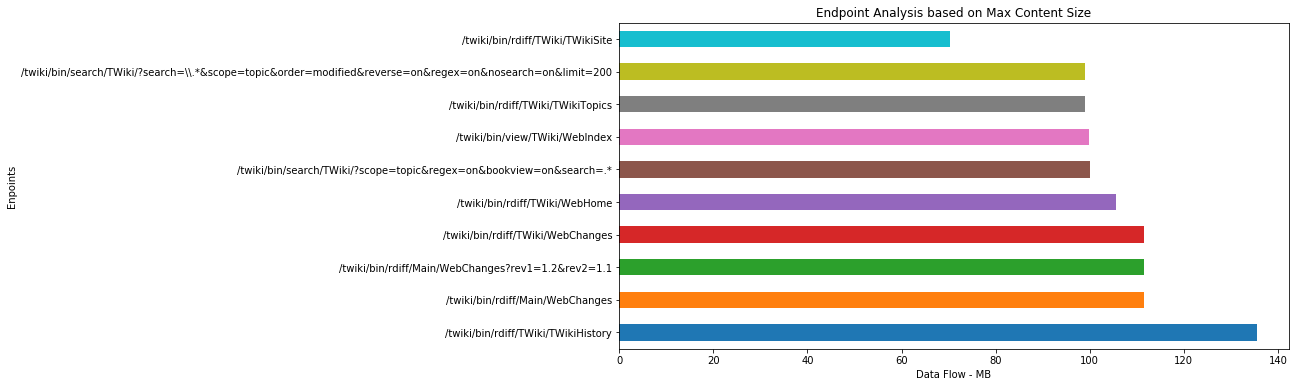 Endpoint Analysis based on Max Content Size
/twiki/bin/rdiff/TWiki/TWikiSite
/twiki/bin/search/TWiki/?search=\\.*&scope=topic&order=modified&reverse=on&regex=on&nosearch=on&limit=200
/twiki/bin/rdiff/TWiki/TWikiTopics
/twiki/bin/view/TWiki/WebIndex
/twiki/bin/search/TWiki/?scope=topic&regex=on&bookview=on&search=.*
/twiki/bin/rdiff/TWiki/WebHome
/twiki/bin/rdiff/TWiki/WebChanges
/twiki/bin/rdiff/Main/WebChanges?rev1=1.2&rev2=1.1
/twiki/bin/rdiff/Main/WebChanges
/twiki/bin/rdiff/TWiki/TWikiHistory
Enpoints
0 20 40 60 80 100 120 140
Data Flow - MB